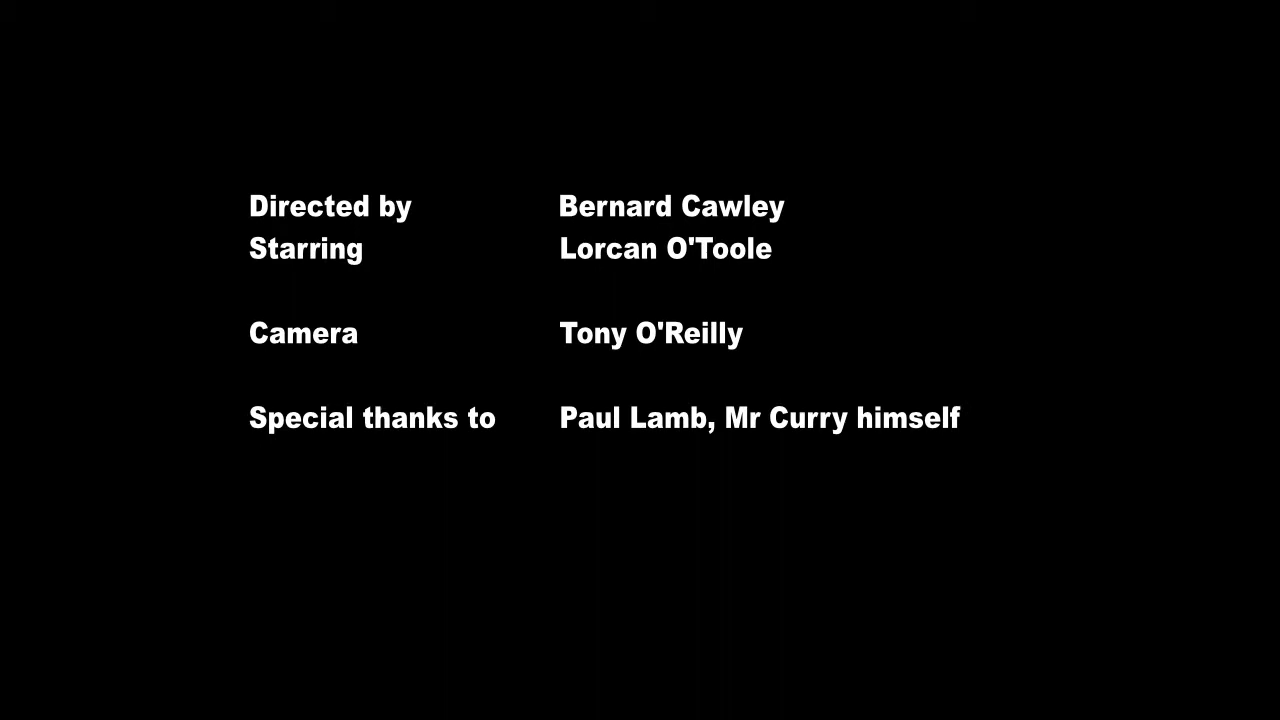 Directed by Bernard Cawley
Starring Lorcan O'Toole
Camera Tony O'Reilly
Special thanks to Paul Lamb, Mr Curry himself